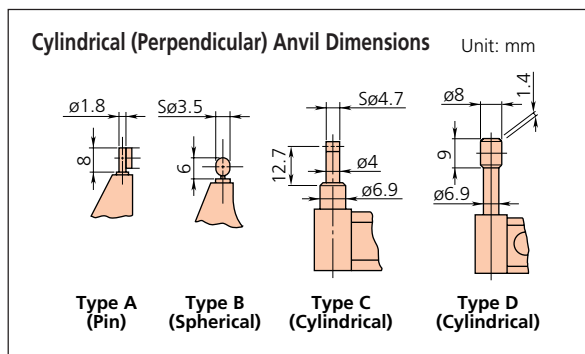 Cylindrical (Perpendicular) Anvil Dimensions Unit: mm
ø1.8
8
Type A
(Pin)
Sø3.5
6
Type B
(Spherical)
Sø4.7
12.7
ø4
ø6.9
Type C
(Cylindrical)
ø8
1.4
9
ø6.9
Type D
(Cylindrical)